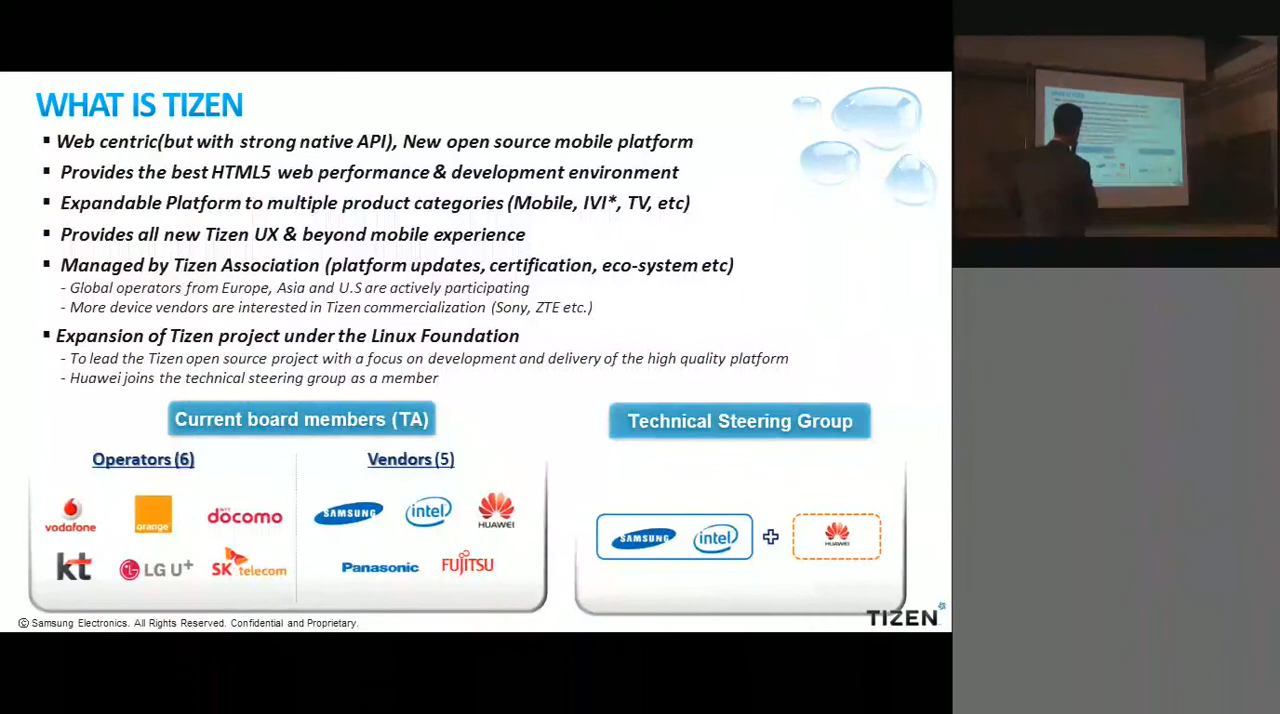 WHAT IS TIZEN
▪ Web centric(but with strong native API), New open source mobile platform
▪ Provides the best HTML5 web performance & development environment
▪ Expandable Platform to multiple product categories (Mobile, IVI*, TV, etc)
▪ Provides all new Tizen UX & beyond mobile experience
▪ Managed by Tizen Association (platform updates, certification, eco-system etc)
- Global operators from Europe, Asia and U.S are actively participating
- More device vendors are interested in Tizen commercialization (Sony, ZTE etc.)
▪ Expansion of Tizen project under the Linux Foundation
- To lead the Tizen open source project with a focus on development and delivery of the high quality platform
- Huawei joins the technical steering group as a member
Current board members (TA)
Operators (6)
vodafone
orange
NTT
döcomo
kt
LG U+
SK telecom
Vendors (5)
SAMSUNG
intel
HUAWEI
Panasonic
FUJITSU
Technical Steering Group
SAMSUNG
intel
+
HUAWEI
TIZEN
© Samsung Electronics. All Rights Reserved. Confidential and Proprietary.